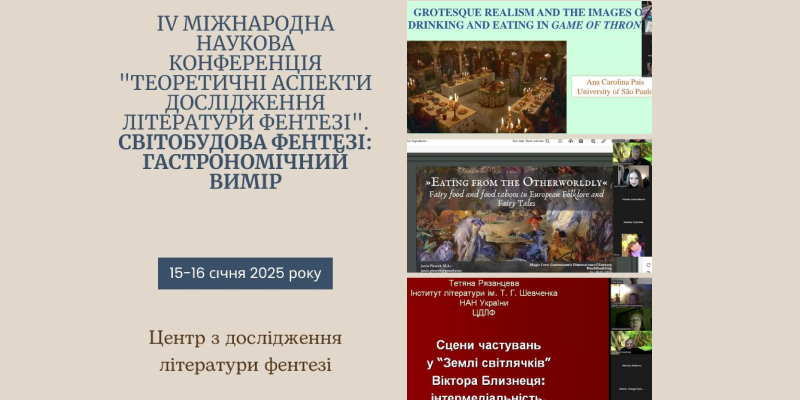 IV МІЖНАРОДНА
НАУКОВА
КОНФЕРЕНЦІЯ
"ТЕОРЕТИЧНІ АСПЕКТИ
ДОСЛІДЖЕННЯ
ЛІТЕРАТУРИ ФЕНТЕЗІ".
СВІТОБУДОВА ФЕНТЕЗІ:
ГАСТРОНОМІЧНИЙ
ВИМІР
15-16 січня 2025 року
Центр з дослідження
літератури фентезі
GROTESQUE REALISM AND THE IMAGES O
DRINKING AND EATING IN GAME OF THRON
Ana Carolina Pais
University of São Paulo
»EATING FROM THE OTHERWORLDLY«
Fairy food and food taboos in European Folklore and
Fairy Tales
Тетяна Рязанцева
Інститут літератури ім. Т. Г. Шевченка
НАН України
ЦДЛФ
Сцени частувань
у "Землі світлячків"
Віктора Близнеця:
інтермедіальність